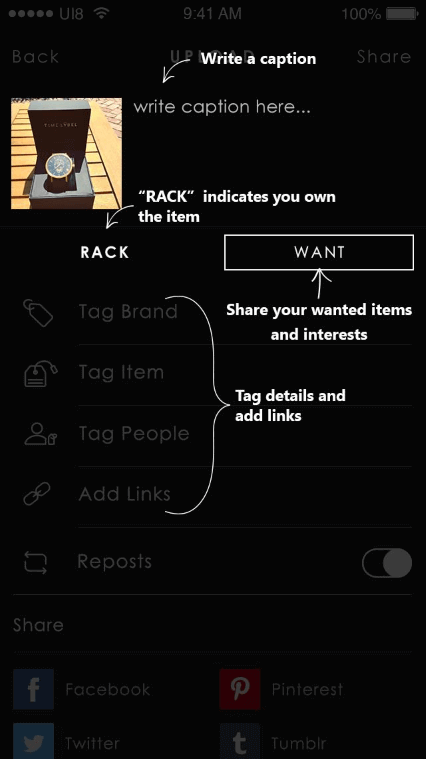 UI8 9:41 AM 100%
Back UPLOAD Share
Write a caption
write caption here...
“RACK” indicates you own
the item
RACK WANT
Share your wanted items
and interests
Tag Brand
Tag Item
Tag details and
add links
Tag People
Add Links
Reposts
Share
Facebook Pinterest
Twitter Tumblr